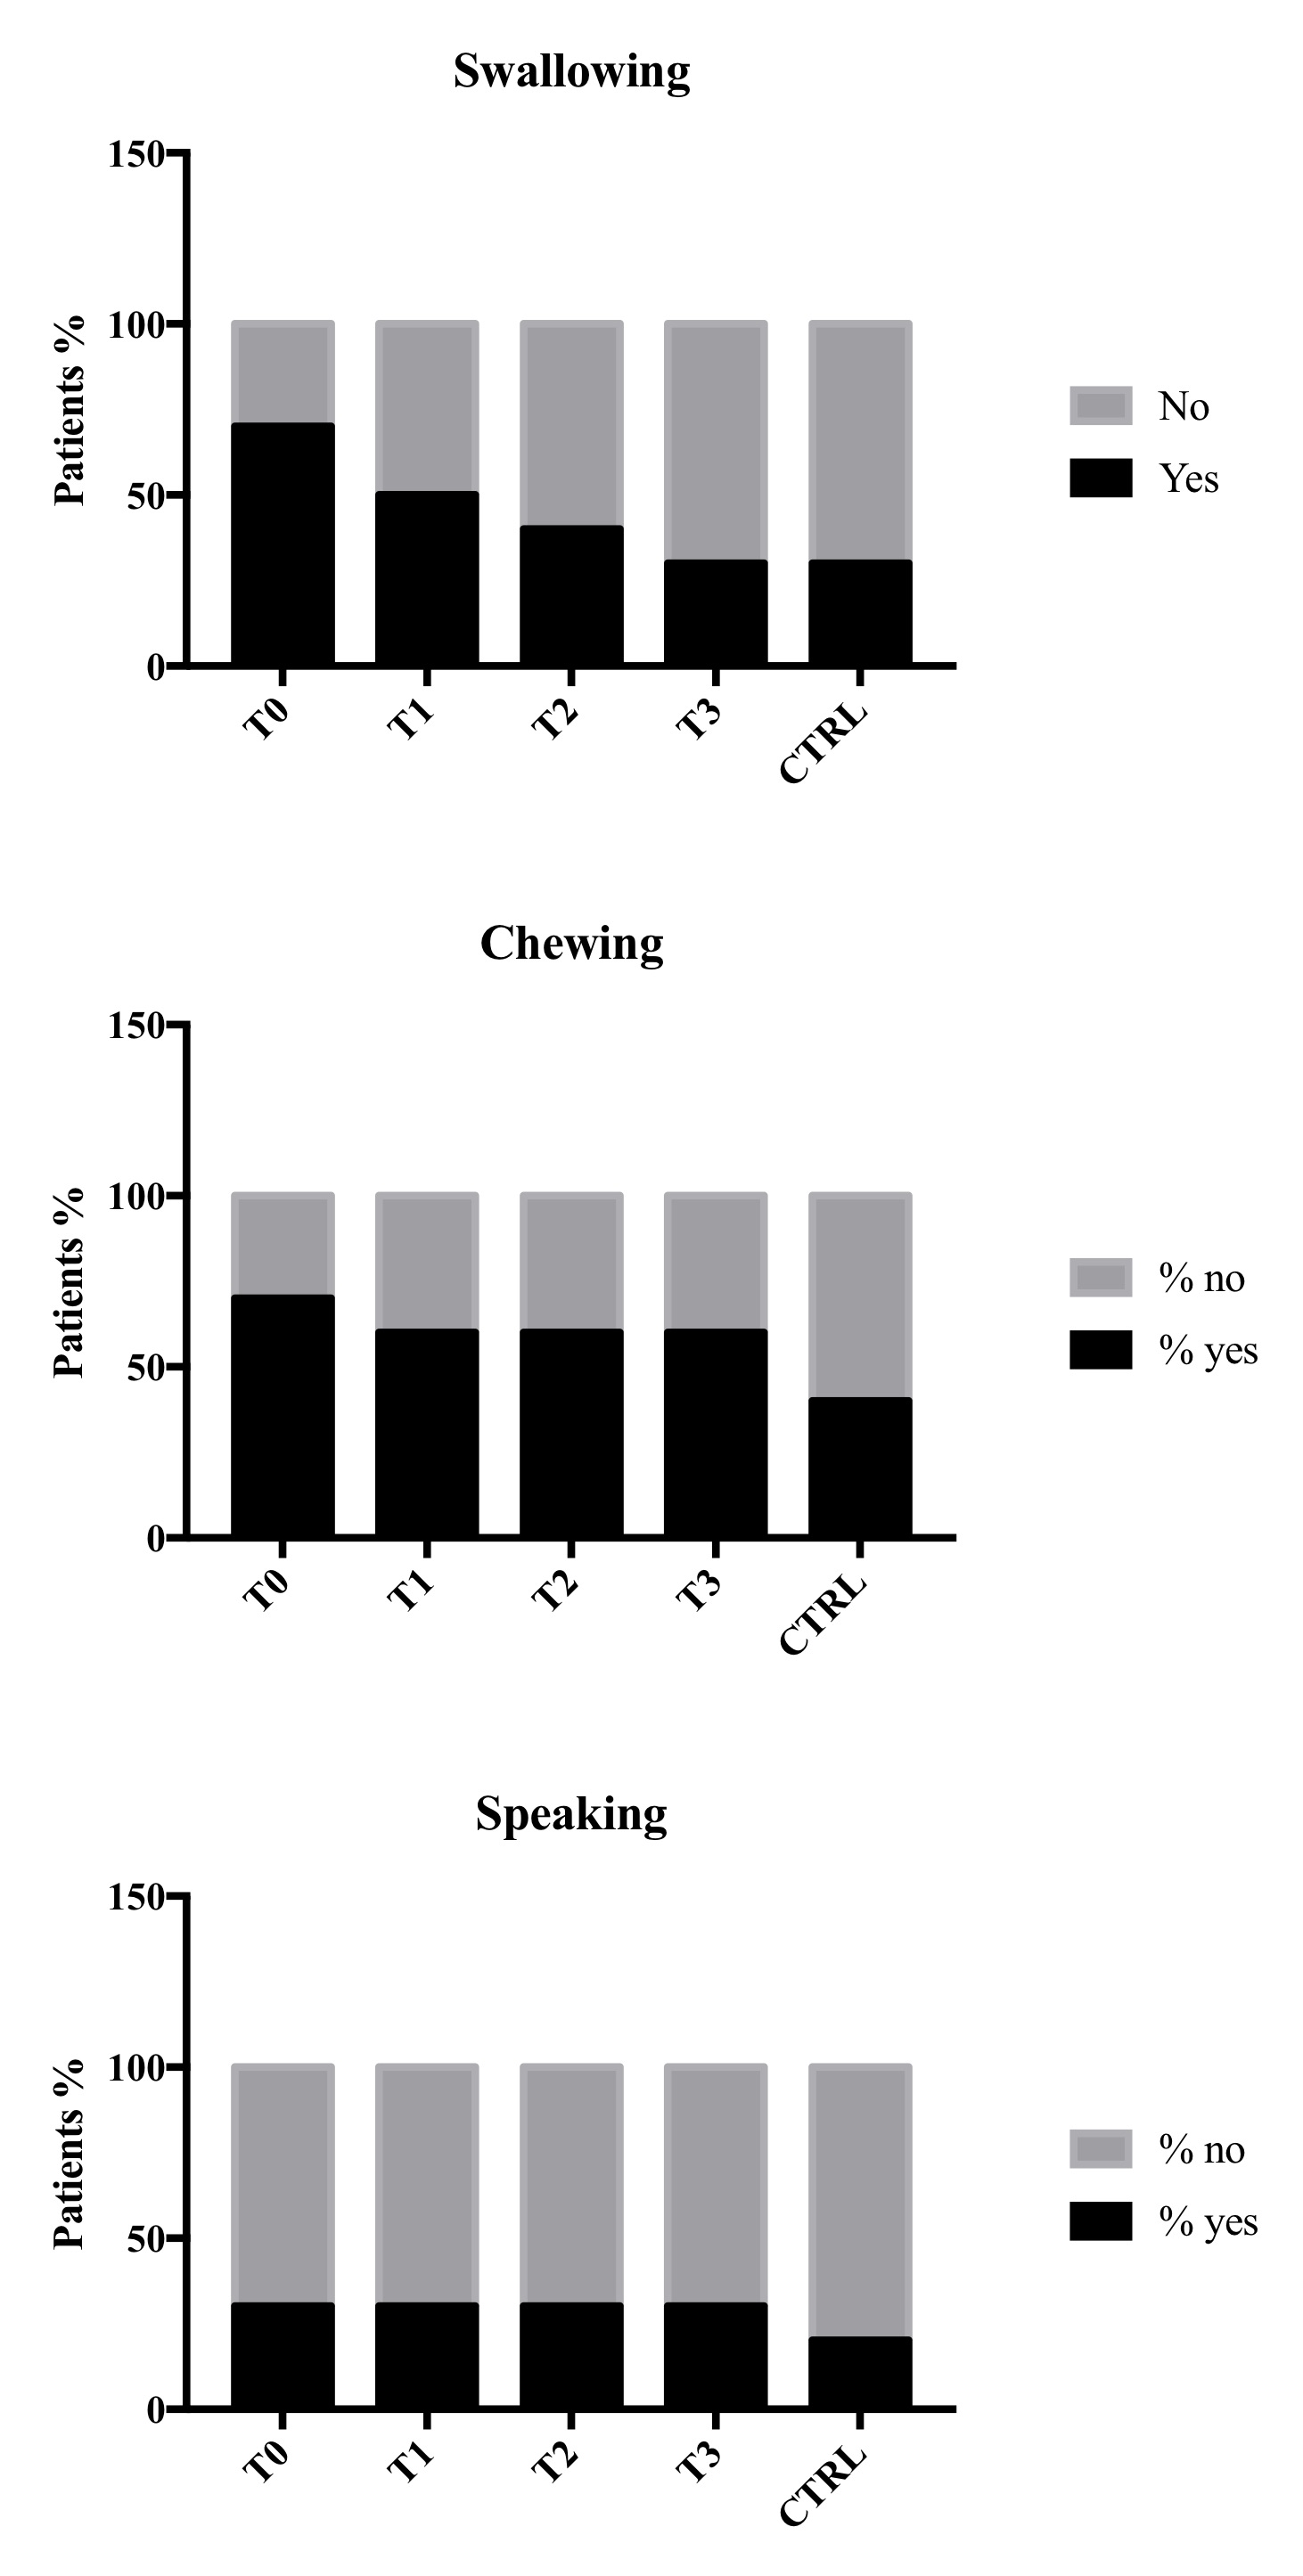 Swallowing
150
100
50
0
Patients %
T0 T1 T2 T3 CTRL
No
Yes
Chewing
150
100
50
0
Patients %
T0 T1 T2 T3 CTRL
% no
% yes
Speaking
150
100
50
0
Patients %
T0 T1 T2 T3 CTRL
% no
% yes